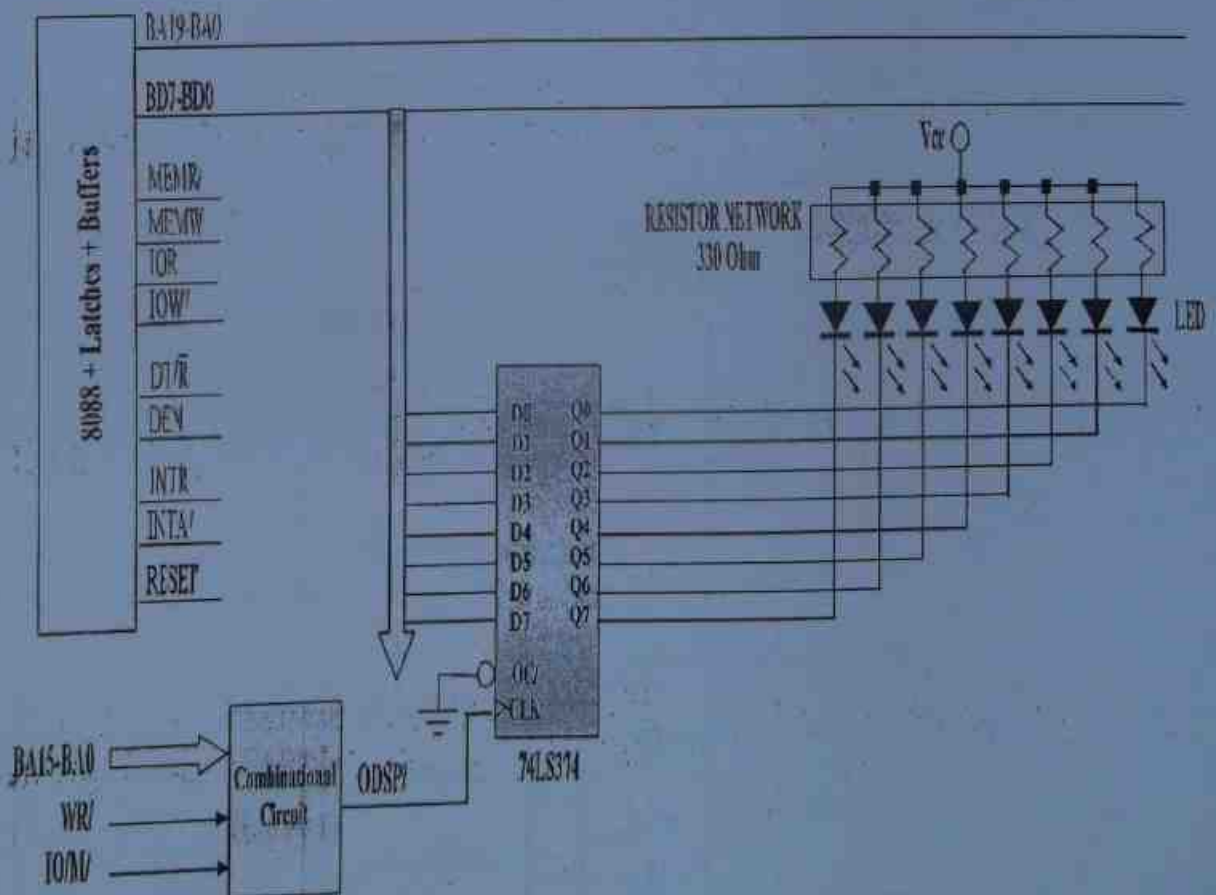 BA19-BA0
BD7-BD0
8088 + Latches + Buffers
MEMR/
MEMW
IOR
IOW/
DT/R̅
DEN
INTR
INTA/
RESET
Vcc
RESISTOR NETWORK
330 Ohm
LED
D0 Q0
D1 Q1
D2 Q2
D3 Q3
D4 Q4
D5 Q5
D6 Q6
D7 Q7
OC/
CLK
74LS374
BA15-BA0
WR/
IO/M/
Combinational
Circuit
ODSP/